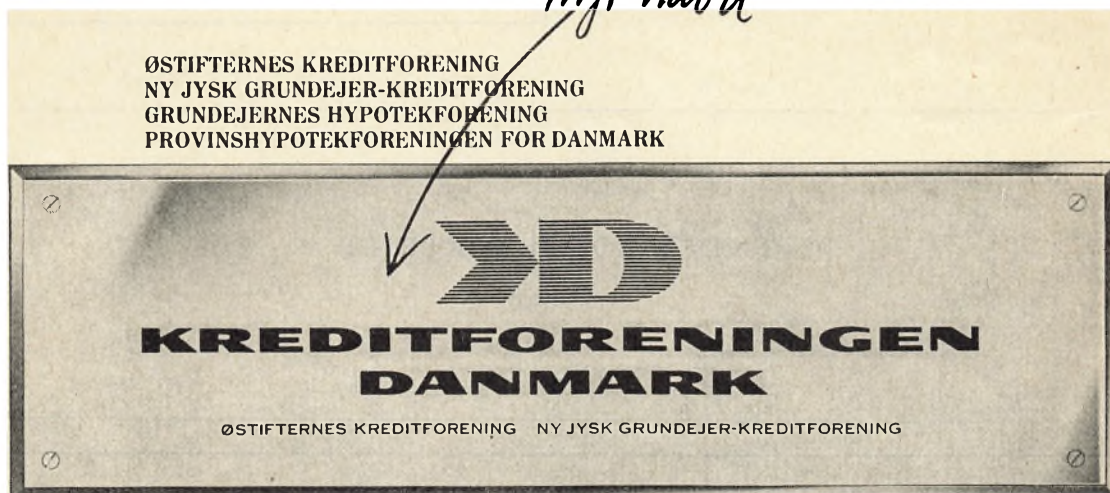 ØSTIFTERNES KREDITFORENING
NY JYSK GRUNDEJER-KREDITFORENING
GRUNDEJERNES HYPOTEKFORENING
PROVINSHYPOTEKFORENINGEN FOR DANMARK
KD
KREDITFORENINGEN
DANMARK
ØSTIFTERNES KREDITFORENING NY JYSK GRUNDEJER-KREDITFORENING